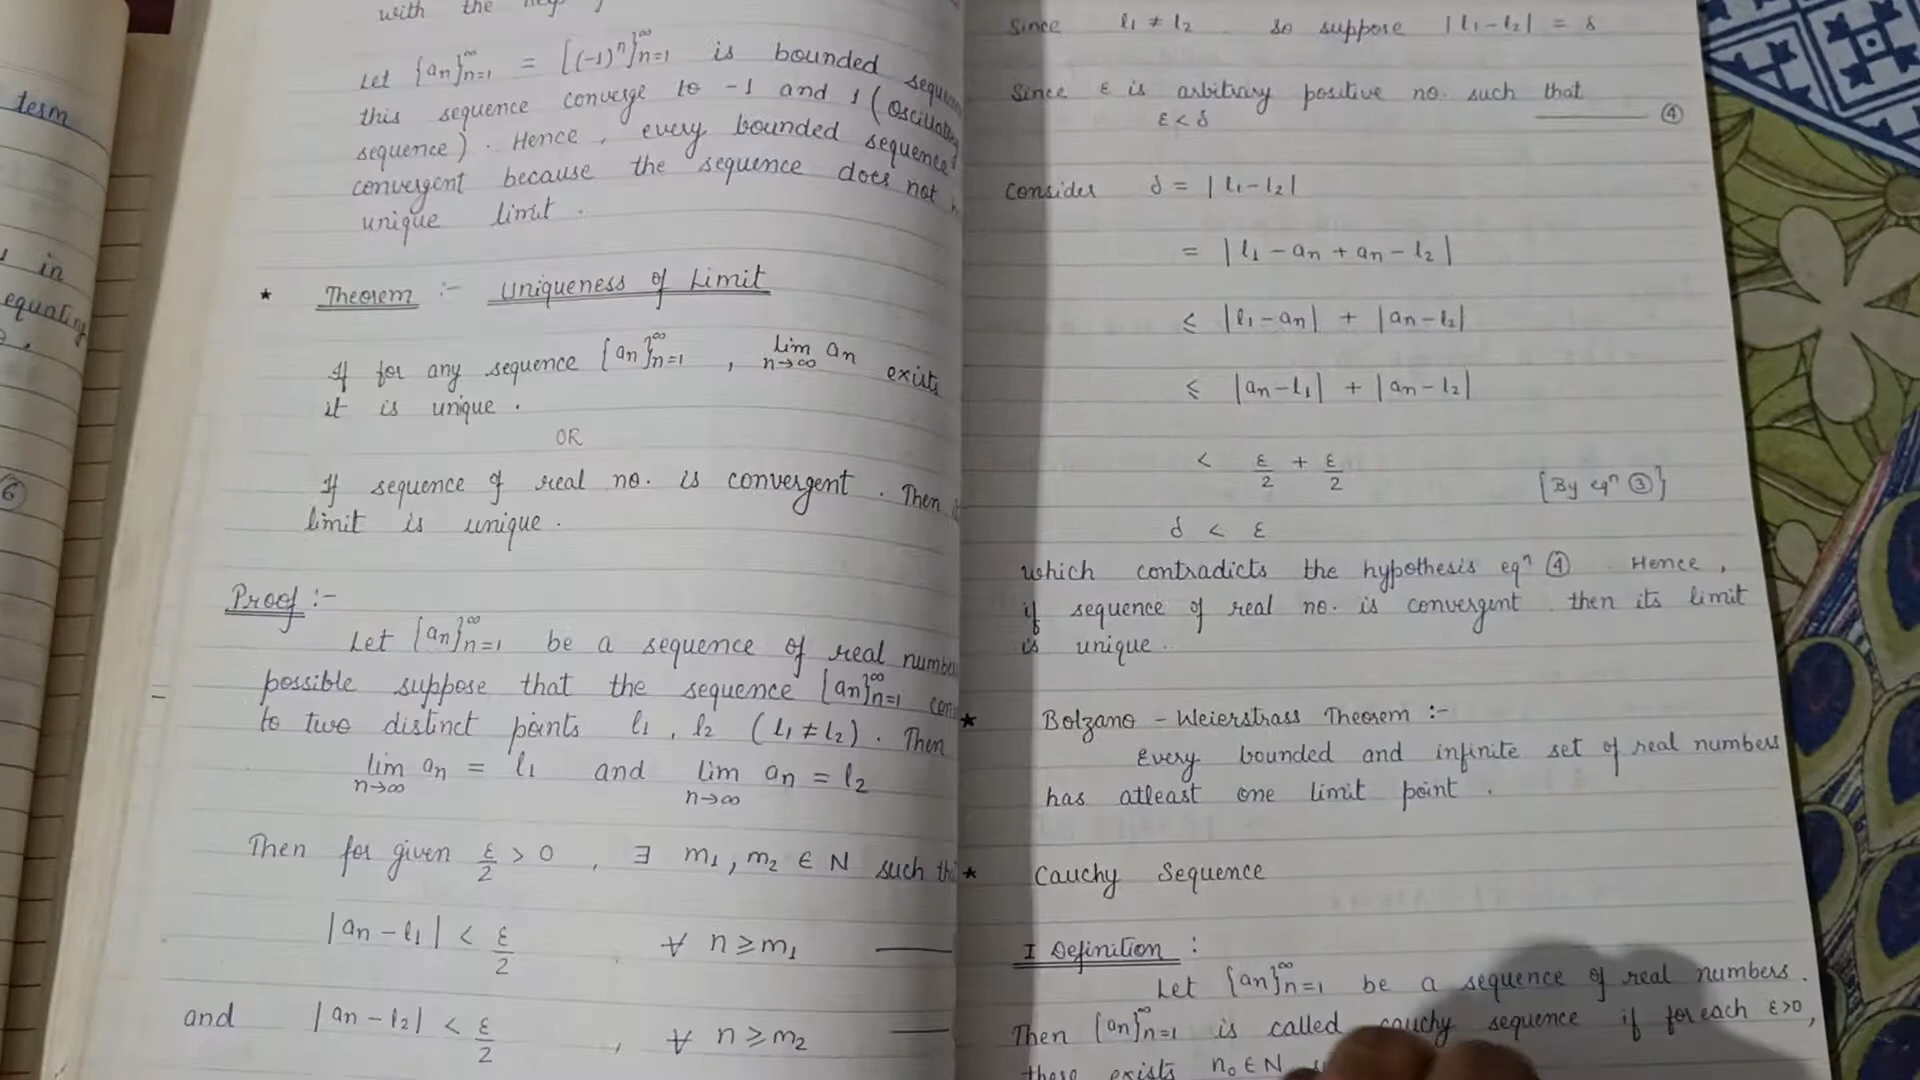 term
in
equality
6
with the
Let {an}∞n=1 = {(-1)ⁿ}∞n=1 is bounded
this sequence converge to -1 and 1 (Oscillatory
sequence). Hence, every bounded sequence
convergent because the sequence does not
unique limit.
★ Theorem :- Uniqueness of Limit
If for any sequence {an}∞n=1 , lim n→∞ an exists
it is unique.
OR
If sequence of real no. is convergent. Then
limit is unique.
Proof :-
Let {an}∞n=1 be a sequence of real
possible suppose that the sequence {an}∞n=1
to two distinct points l1, l2 (l1 ≠ l2). Then
lim n→∞ an = l1 and lim n→∞ an = l2
Then for given ε/2 > 0 , ∃ m1, m2 ∈ N such
|an - l1| < ε/2 ∀ n ≥ m1
and |an - l2| < ε/2 , ∀ n ≥ m2
Since l1 ≠ l2 so suppose |l1 - l2| = δ
Since ε is arbitrary positive no. such that
ε < δ ④
Consider δ = |l1 - l2|
= |l1 - an + an - l2|
≤ |l1 - an| + |an - l2|
≤ |an - l1| + |an - l2|
< ε/2 + ε/2 {By eqⁿ ③}
δ < ε
which contradicts the hypothesis eqⁿ ④. Hence,
if sequence of real no. is convergent then its limit
is unique.
★ Bolzano - Weierstrass Theorem :-
Every bounded and infinite set of real numbers
has atleast one limit point.
★ Cauchy Sequence
I Definition :
Let {an}∞n=1 be a sequence of real numbers.
Then {an}∞n=1 is called cauchy sequence if for each ε>0,
there exists n₀ ∈ N